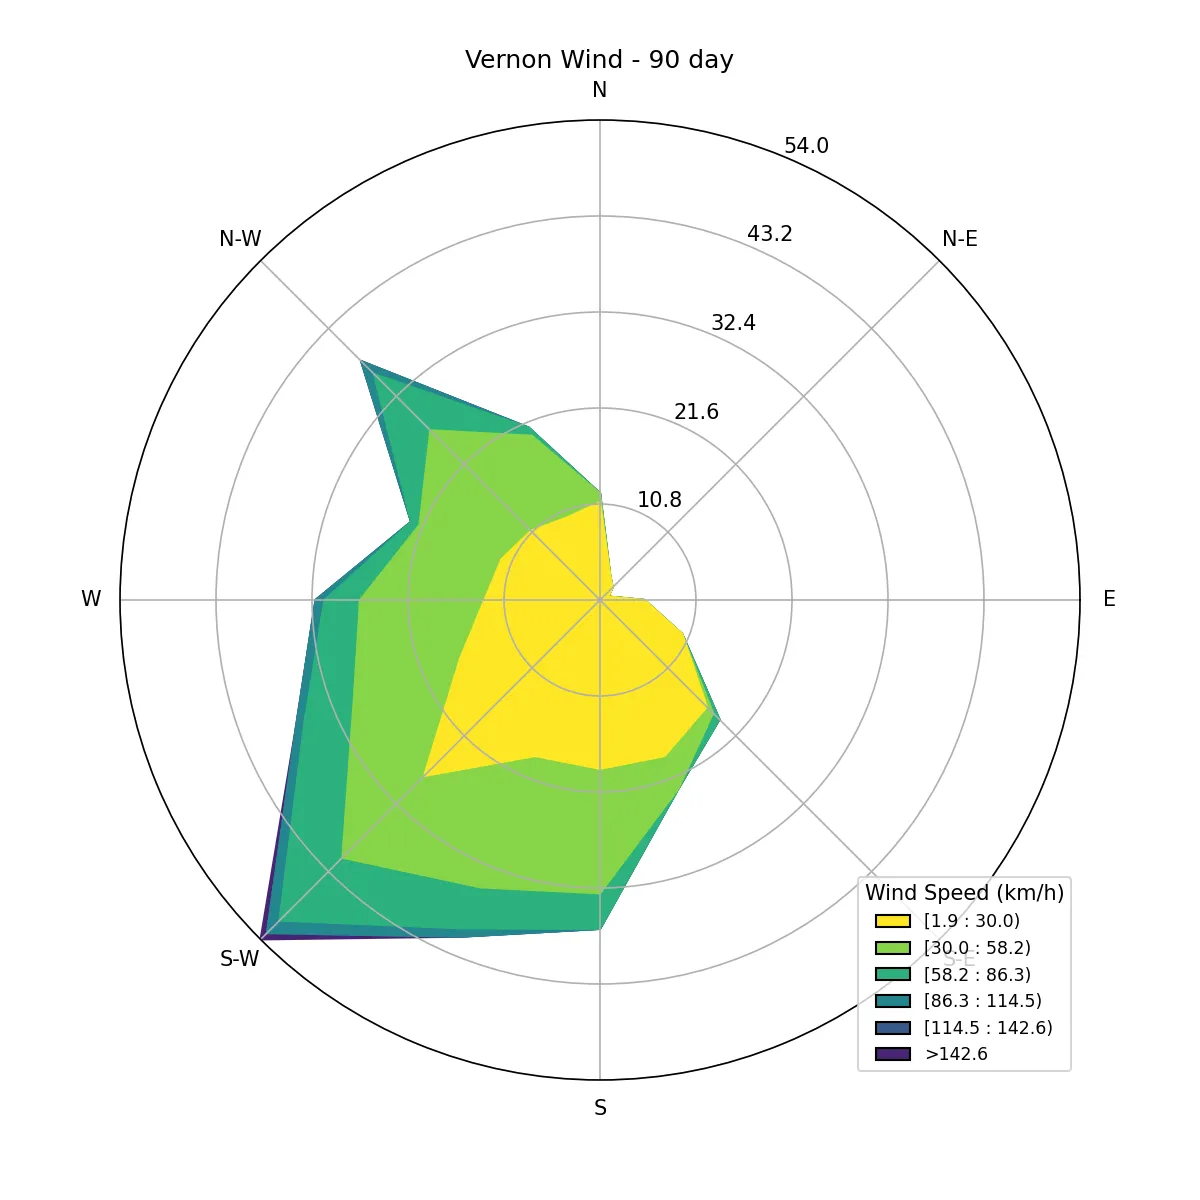 Vernon Wind - 90 day
N
54.0
43.2
N-W
N-E
32.4
21.6
10.8
W
E
Wind Speed (km/h)
[1.9 : 30.0)
[30.0 : 58.2)
S-W
S-E
[58.2 : 86.3)
[86.3 : 114.5)
[114.5 : 142.6)
>142.6
S